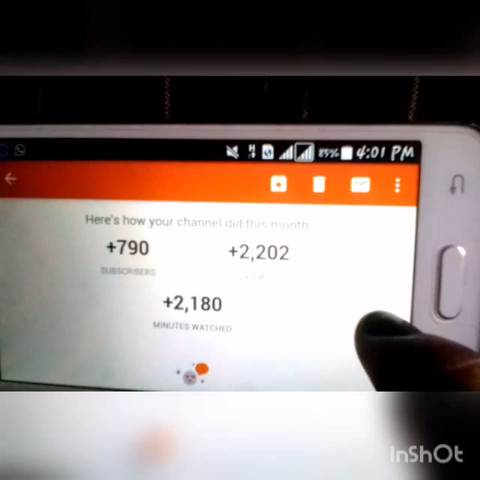 85% 4:01 PM
Here's how your channel did this month
+790 +2,202
SUBSCRIBERS
+2,180
MINUTES WATCHED
InShOt